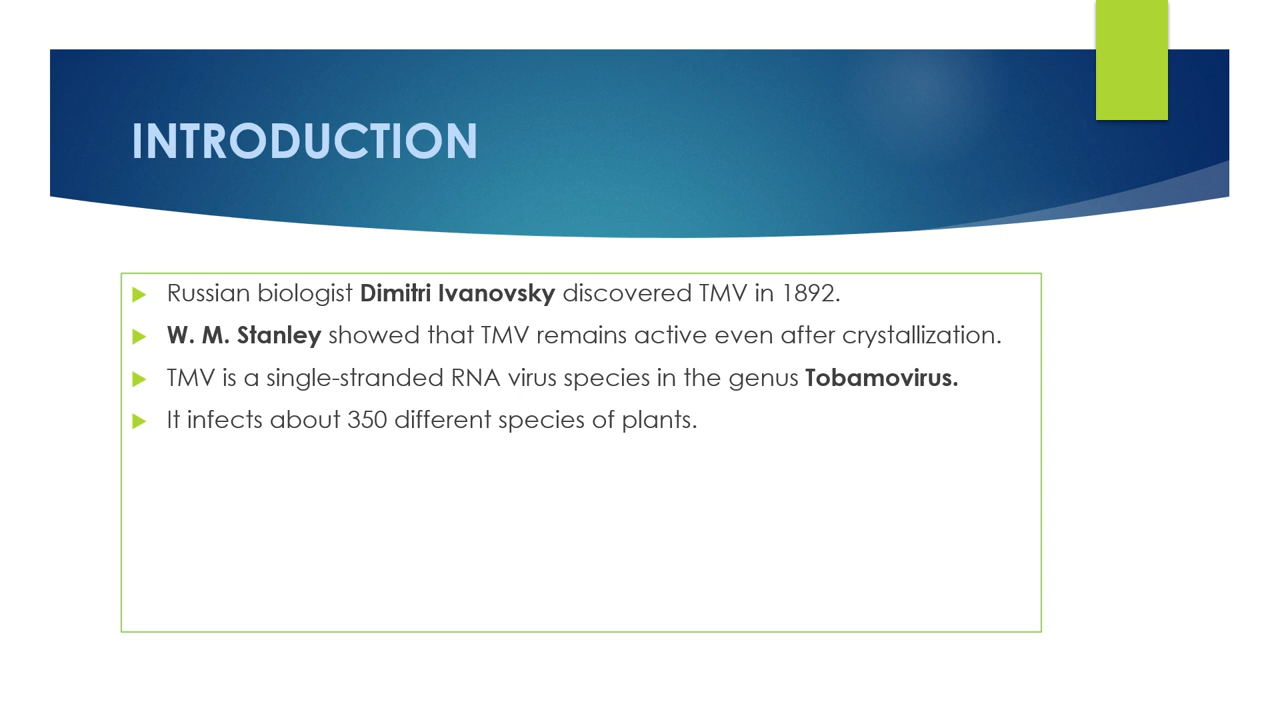 INTRODUCTION
Russian biologist Dimitri Ivanovsky discovered TMV in 1892.
W. M. Stanley showed that TMV remains active even after crystallization.
TMV is a single-stranded RNA virus species in the genus Tobamovirus.
It infects about 350 different species of plants.